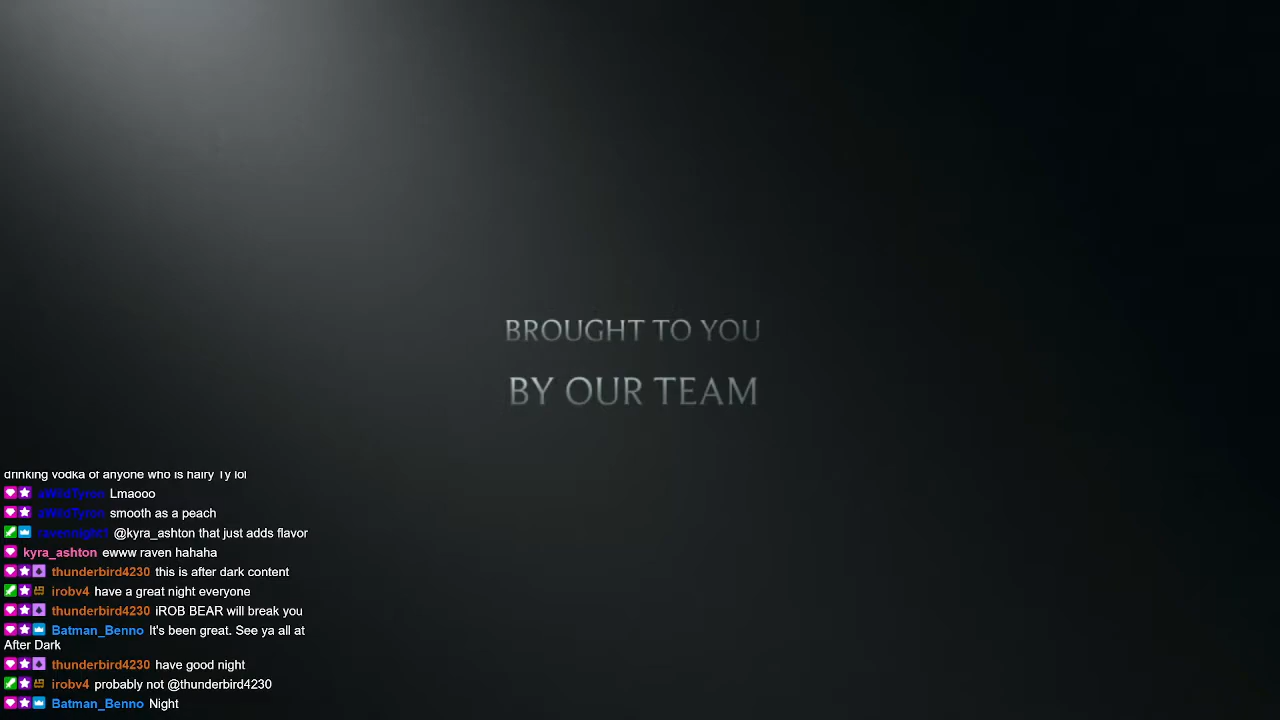 BROUGHT TO YOU
BY OUR TEAM
drinking vodka of anyone who is hairy Ty lol
aWildTyron Lmaooo
aWildTyron smooth as a peach
ravennight1 @kyra_ashton that just adds flavor
kyra_ashton ewww raven hahaha
thunderbird4230 this is after dark content
irobv4 have a great night everyone
thunderbird4230 iROB BEAR will break you
Batman_Benno It's been great. See ya all at
After Dark
thunderbird4230 have good night
irobv4 probably not @thunderbird4230
Batman_Benno Night